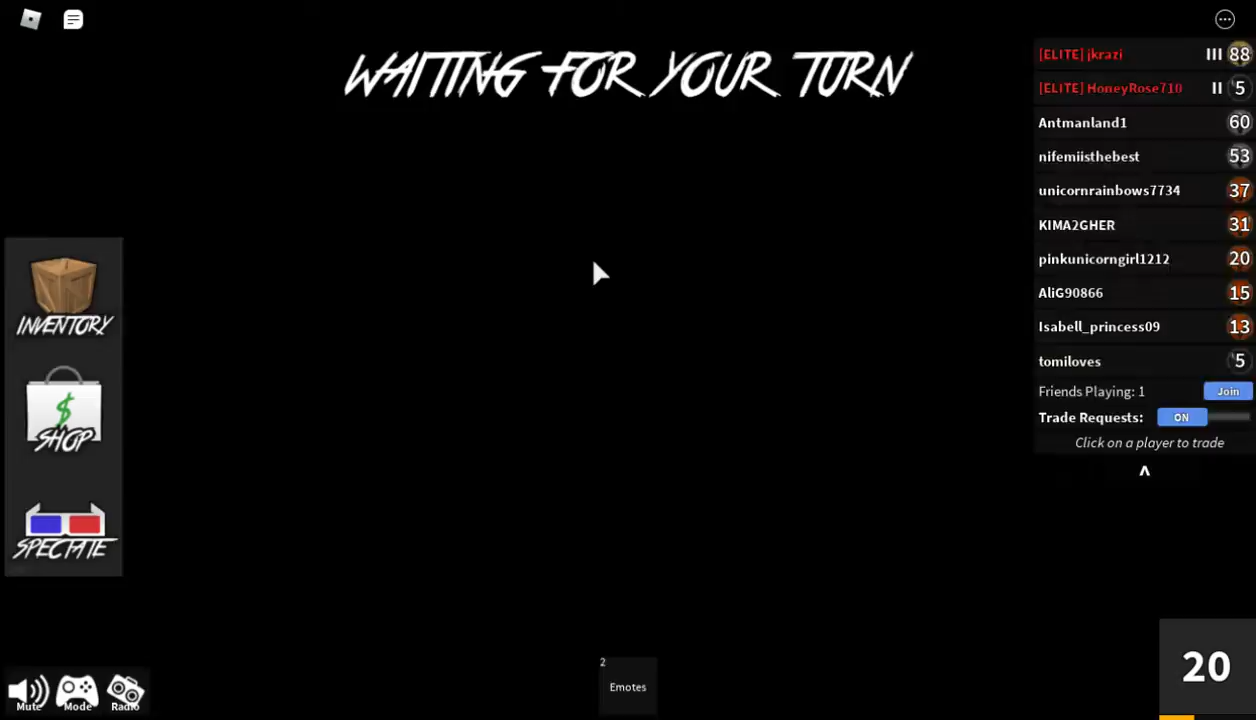 WAITING FOR YOUR TURN
[ELITE] jkrazi III 88
[ELITE] HoneyRose710 II 5
Antmanland1 60
nifemiisthebest 53
unicornrainbows7734 37
KIMA2GHER 31
pinkunicorngirl1212 20
AliG90866 15
Isabell_princess09 13
tomiloves 5
Friends Playing: 1 Join
Trade Requests: ON
Click on a player to trade
INVENTORY
$
SHOP
SPECTATE
Mute Mode Radio
2
Emotes
20